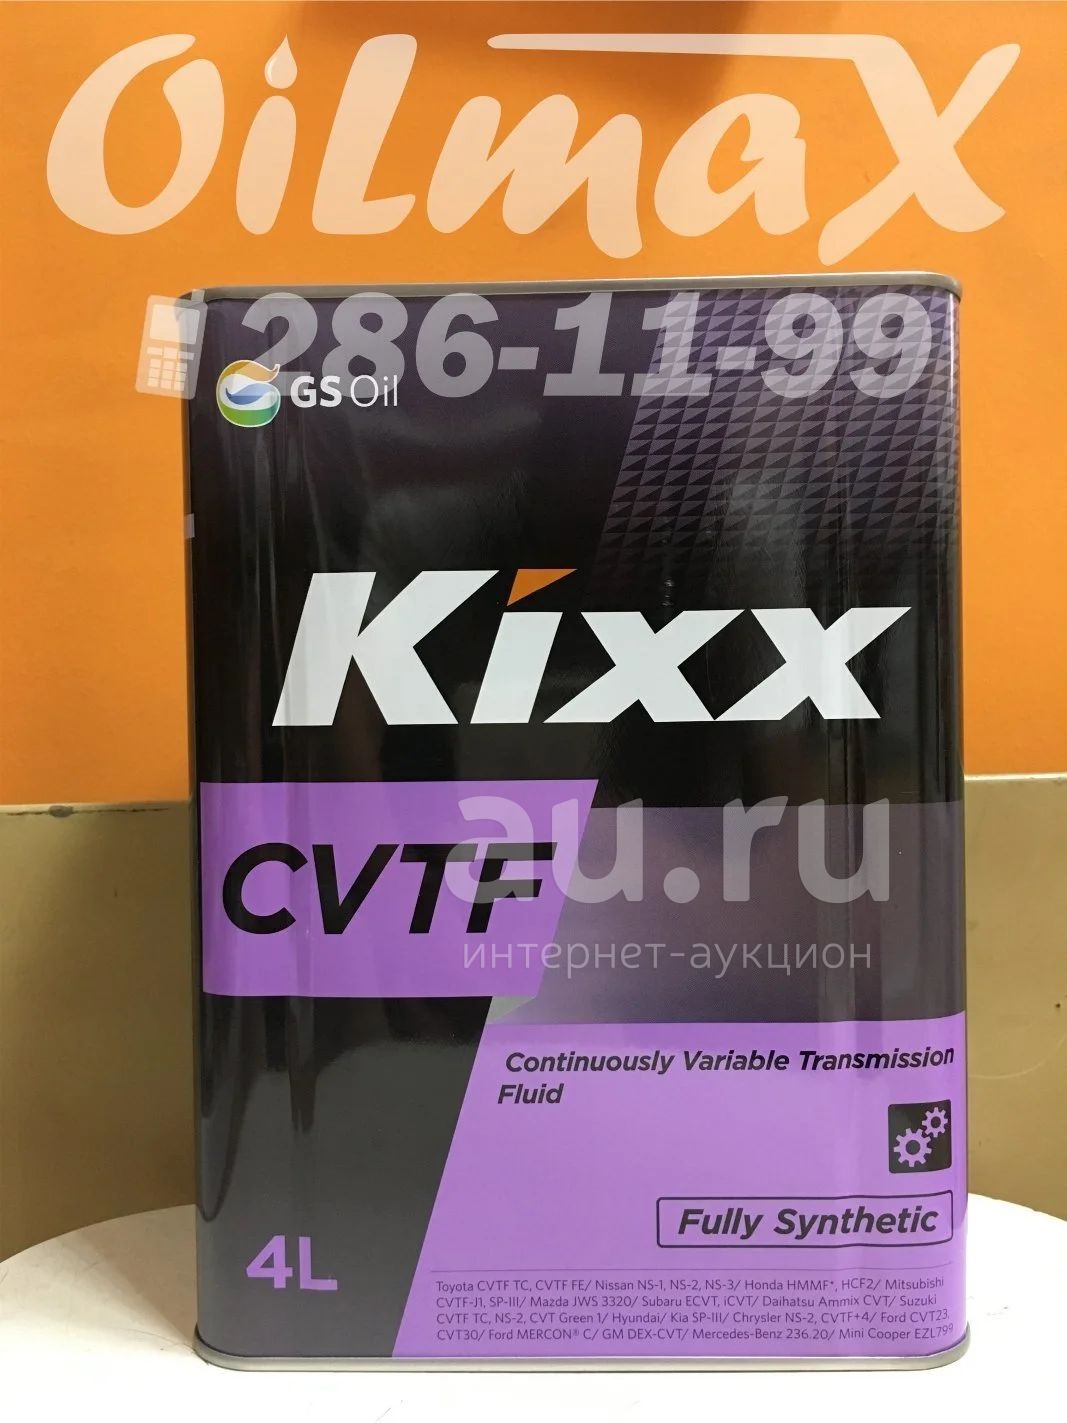 OiLmaX
286-11-99
GS Oil
Kixx
au.ru
CVTF
интернет-аукцион
Continuously Variable Transmission
Fluid
Fully Synthetic
4L
Toyota CVTF TC, CVTF FE/ Nissan NS-1, NS-2, NS-3/ Honda HMMF*, HCF2/ Mitsubishi
CVTF-J1, SP-III/ Mazda JWS 3320/ Subaru ECVT, iCVT/ Daihatsu Ammix CVT/ Suzuki
CVTF TC, NS-2, CVT Green 1/ Hyundai/ Kia SP-III/ Chrysler NS-2, CVTF+4/ Ford CVT23,
CVT30/ Ford MERCON® C/ GM DEX-CVT/ Mercedes-Benz 236.20/ Mini Cooper EZL799